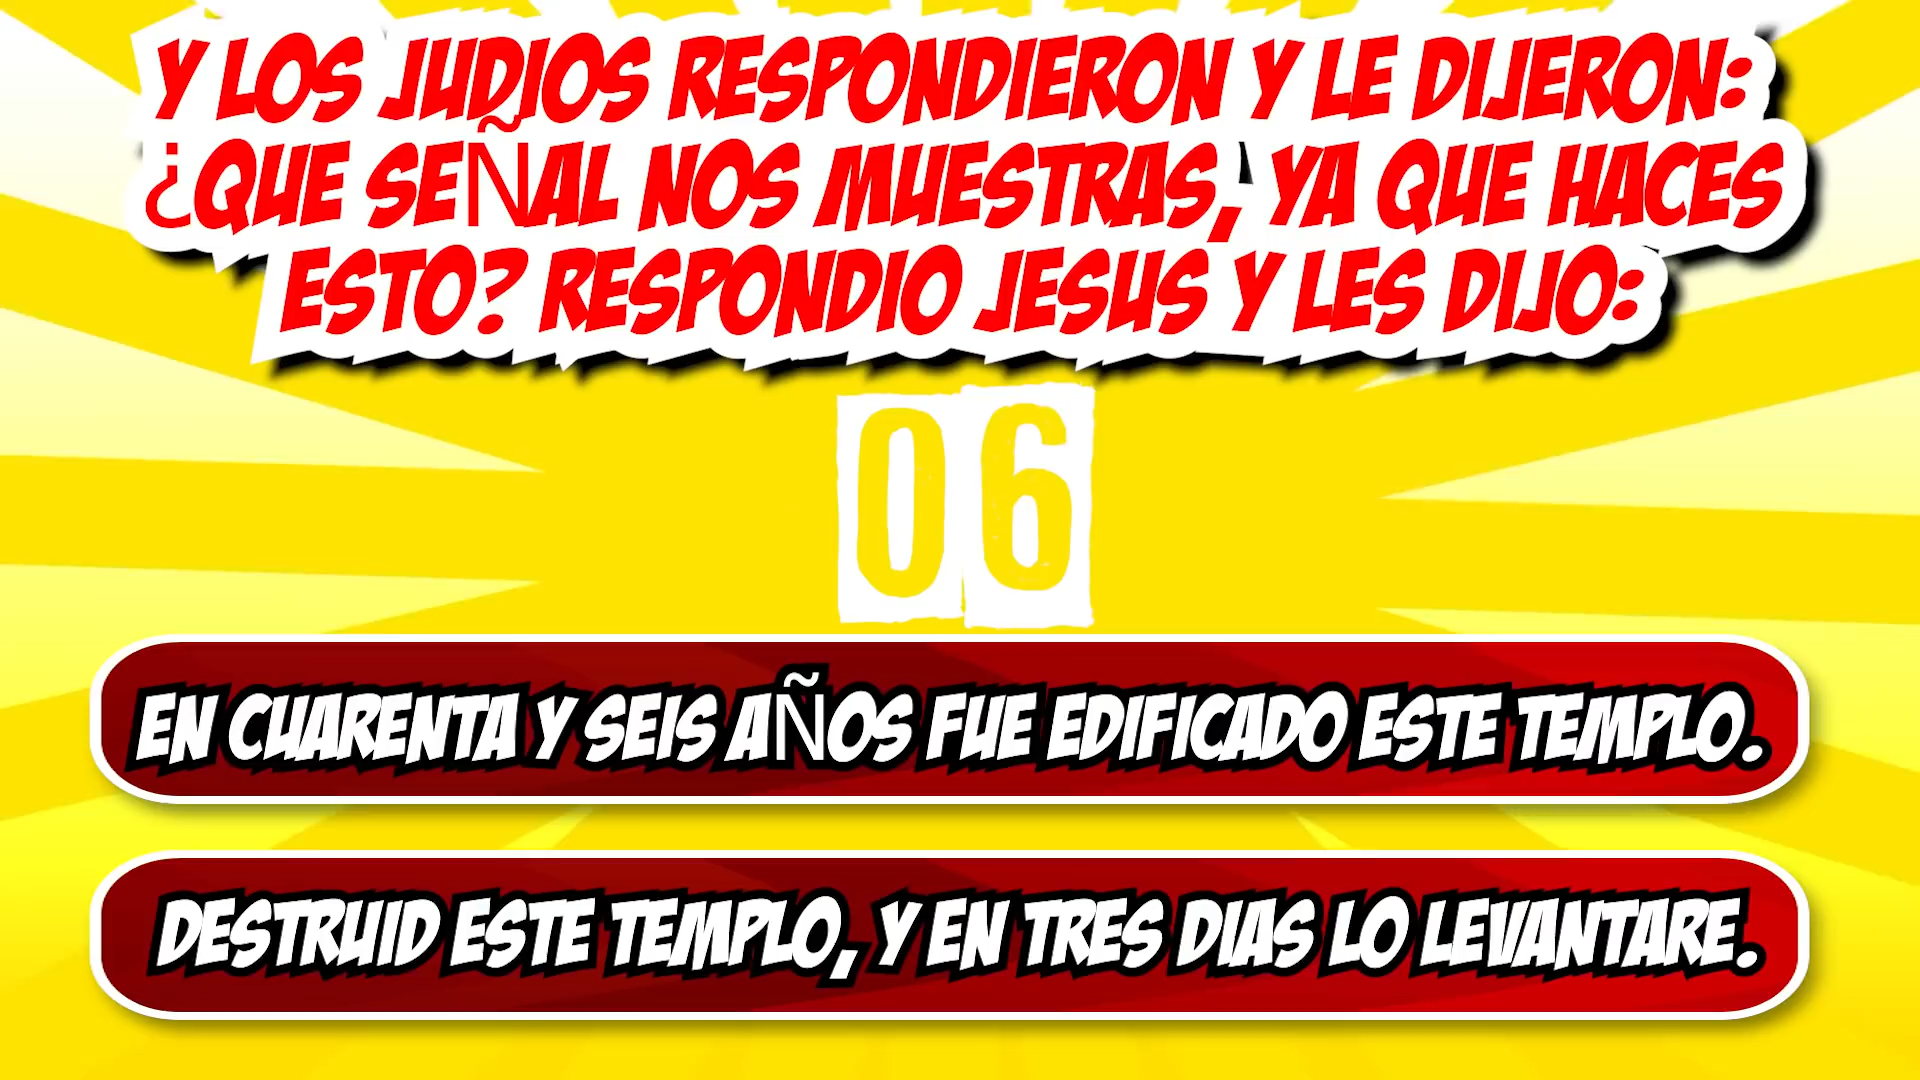 Y LOS JUDIOS RESPONDIERON Y LE DIJERON:
¿QUE SEÑAL NOS MUESTRAS, YA QUE HACES
ESTO? RESPONDIO JESUS Y LES DIJO:
06
EN CUARENTA Y SEIS AÑOS FUE EDIFICADO ESTE TEMPLO.
DESTRUID ESTE TEMPLO, Y EN TRES DIAS LO LEVANTARE.